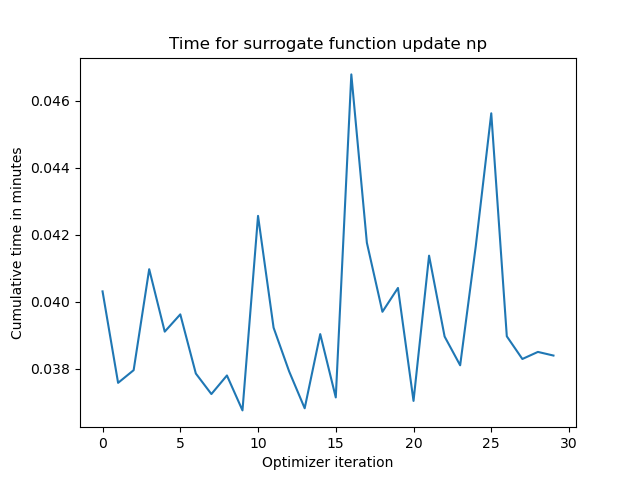 Time for surrogate function update np
Cumulative time in minutes
0.046
0.044
0.042
0.040
0.038
0 5 10 15 20 25 30
Optimizer iteration